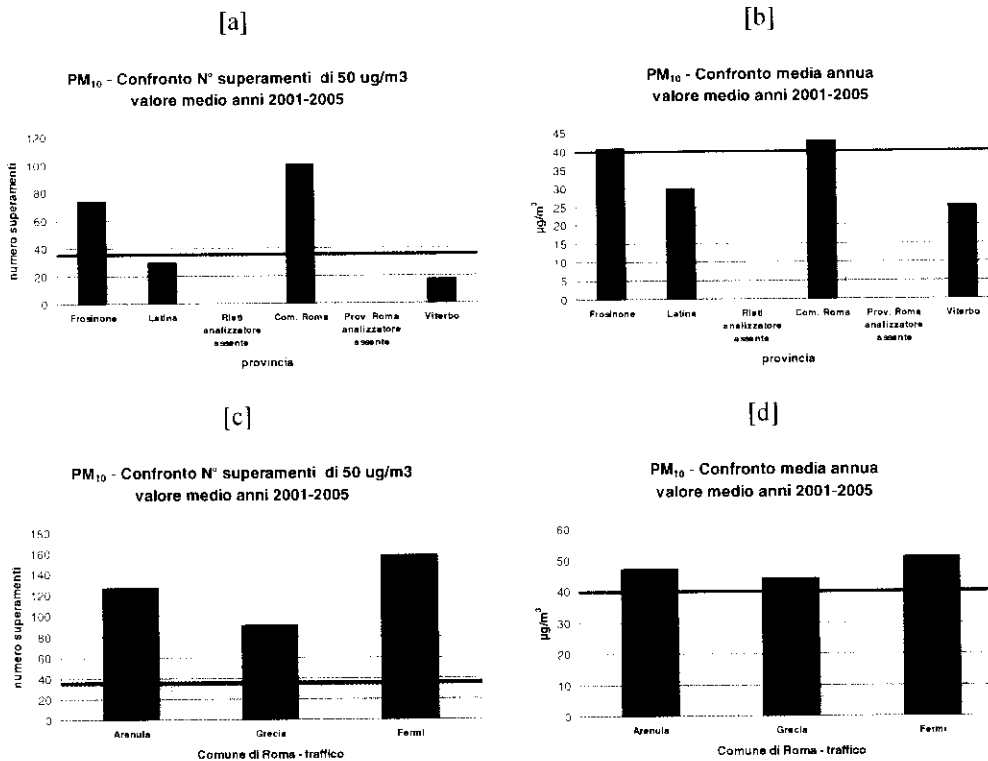 [a]
PM₁₀ - Confronto N° superamenti di 50 ug/m3
valore medio anni 2001-2005
numero superamenti
120
100
80
60
40
20
0
Frosinone
Latina
Rieti
analizzatore
assente
Com. Roma
Prov. Roma
analizzatore
assente
Viterbo
provincia
[b]
PM₁₀ - Confronto media annua
valore medio anni 2001-2005
µg/m³
45
40
35
30
25
20
15
10
5
0
Frosinone
Latina
Rieti
analizzatore
assente
Com. Roma
Prov. Roma
analizzatore
assente
Viterbo
provincia
[c]
PM₁₀ - Confronto N° superamenti di 50 ug/m3
valore medio anni 2001-2005
numero superamenti
180
160
140
120
100
80
60
40
20
0
Arenula
Grecia
Fermi
Comune di Roma - traffico
[d]
PM₁₀ - Confronto media annua
valore medio anni 2001-2005
µg/m³
60
50
40
30
20
10
0
Arenula
Grecia
Fermi
Comune di Roma - traffico